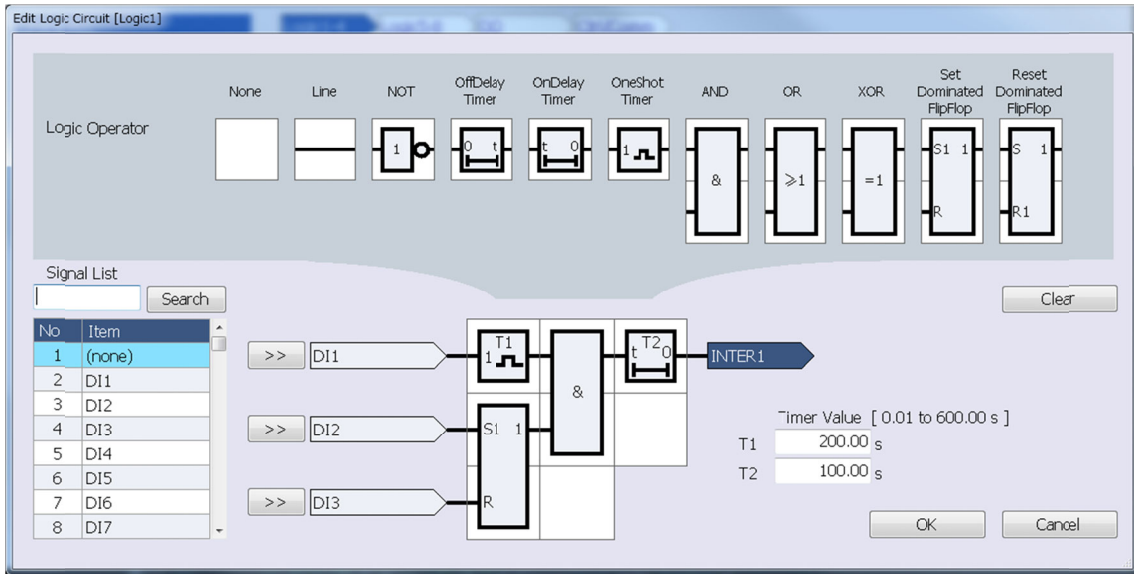 Edit Logic Circuit [Logic1]
None
Line
NOT
OffDelay Timer
OnDelay Timer
OneShot Timer
AND
OR
XOR
Set Dominated FlipFlop
Reset Dominated FlipFlop
Logic Operator
1
0 t
t 0
1
&
≥1
=1
S1 1
R
S 1
R1
Signal List
Search
Clear
No Item
1 (none)
2 DI1
3 DI2
4 DI3
5 DI4
6 DI5
7 DI6
8 DI7
>> DI1
T1
1
&
T2
t 0
INTER1
>> DI2
S1 1
>> DI3
R
Timer Value [ 0.01 to 600.00 s ]
T1 200.00 s
T2 100.00 s
OK
Cancel